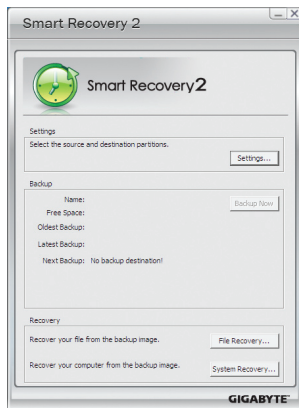 Smart Recovery 2
Smart Recovery2
Settings
Select the source and destination partitions.
Settings...
Backup
Name:
Backup Now
Free Space:
Oldest Backup:
Latest Backup:
Next Backup: No backup destination!
Recovery
Recover your file from the backup image.
File Recovery...
Recover your computer from the backup image.
System Recovery...
GIGABYTE™